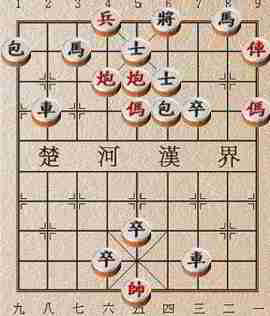 1 2 3 4 5 6 7 8 9
兵 將 馬
包 馬 士 俥
炮 炮 士
車 傌 包 卒 傌
楚 河 漢 界
卒
卒 車
帥
九 八 七 六 五 四 三 二 一